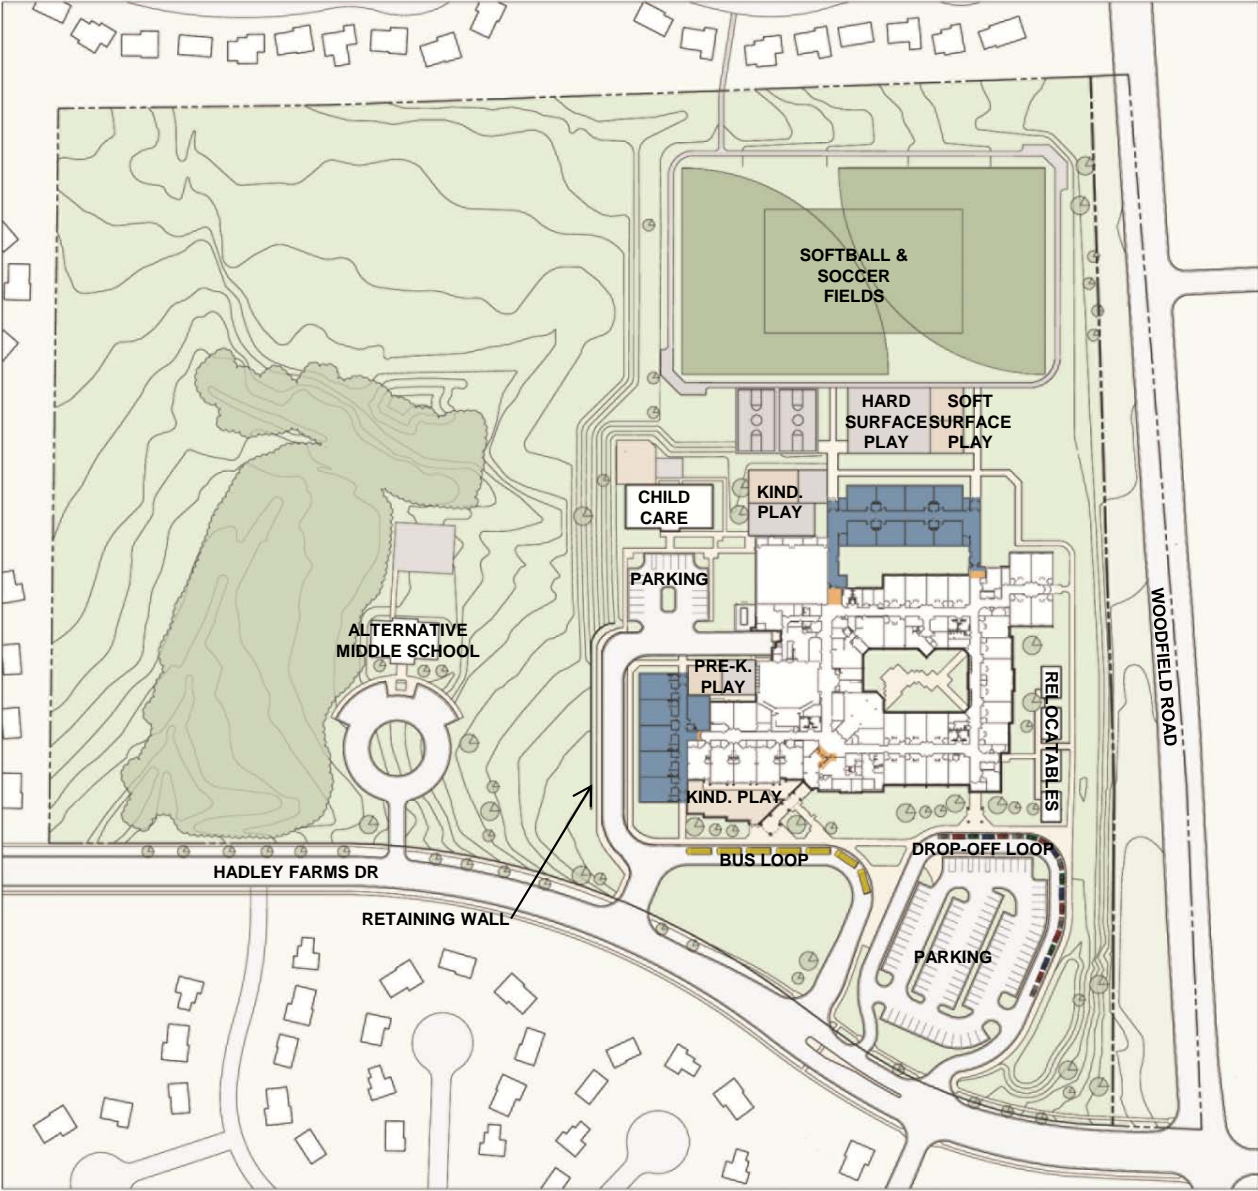 SOFTBALL &
SOCCER
FIELDS
HARD
SURFACE
PLAY
SOFT
SURFACE
PLAY
CHILD
CARE
KIND.
PLAY
PARKING
ALTERNATIVE
MIDDLE SCHOOL
PRE-K.
PLAY
WOODFIELD ROAD
RELOCATABLES
KIND. PLAY
BUS LOOP
DROP-OFF LOOP
HADLEY FARMS DR
RETAINING WALL
PARKING